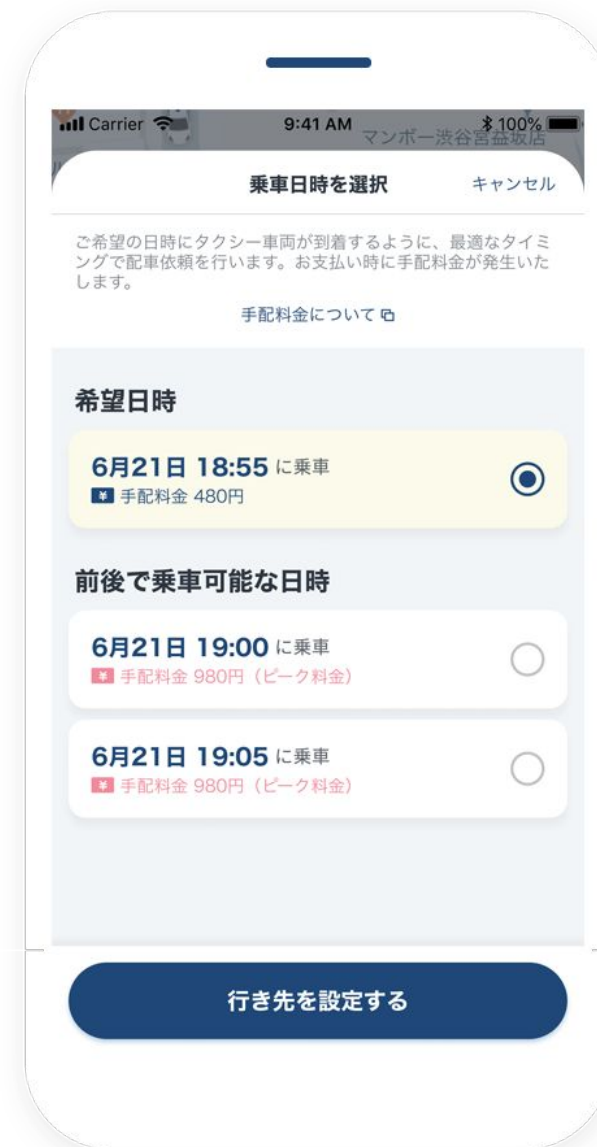 Carrier 9:41 AM 100%
マンボー渋谷宮益坂店
乗車日時を選択 キャンセル
ご希望の日時にタクシー車両が到着するように、最適なタイミ
ングで配車依頼を行います。お支払い時に手配料金が発生いた
します。
手配料金について
希望日時
6月21日 18:55 に乗車
¥ 手配料金 480円
前後で乗車可能な日時
6月21日 19:00 に乗車
¥ 手配料金 980円（ピーク料金）
6月21日 19:05 に乗車
¥ 手配料金 980円（ピーク料金）
行き先を設定する